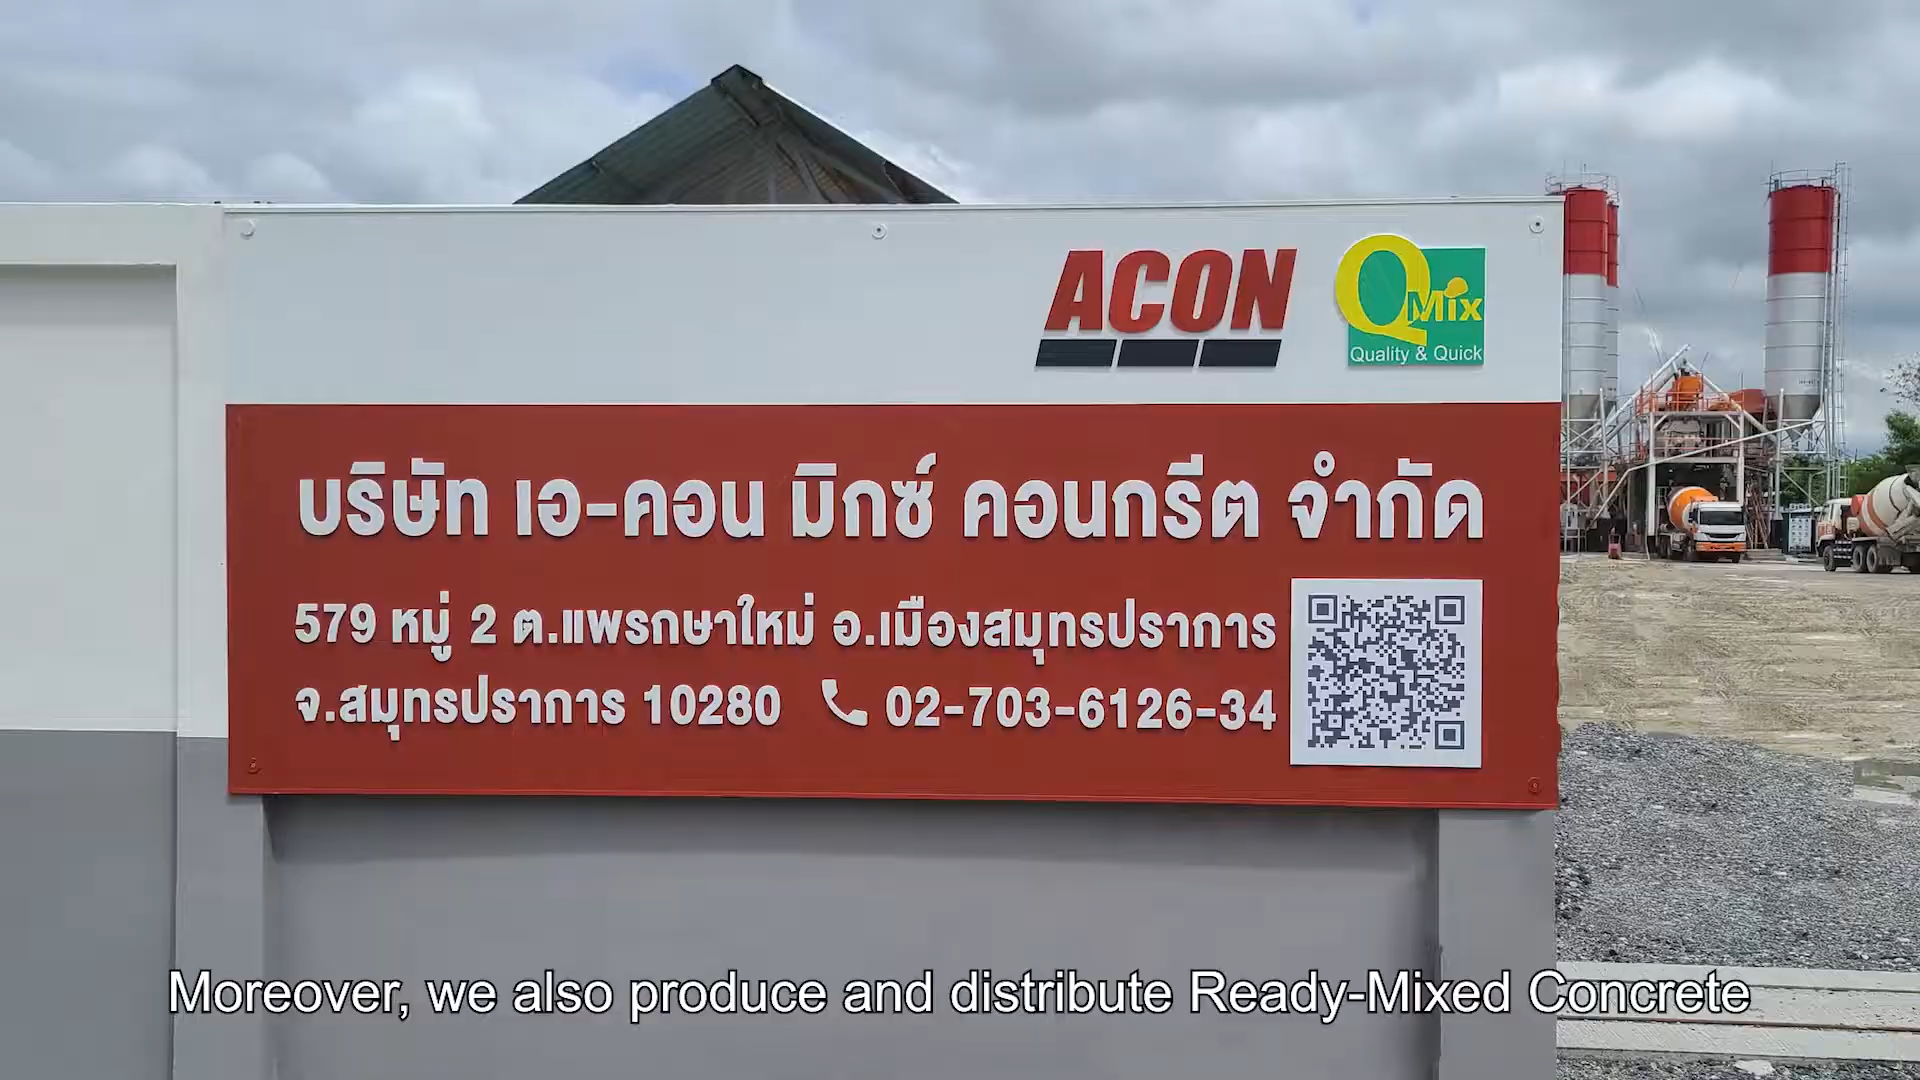 ACON
QMix
Quality & Quick
บริษัท เอ-คอน มิกซ์ คอนกรีต จำกัด
579 หมู่ 2 ต.แพรกษาใหม่ อ.เมืองสมุทรปราการ
จ.สมุทรปราการ 10280 02-703-6126-34
Moreover, we also produce and distribute Ready-Mixed Concrete